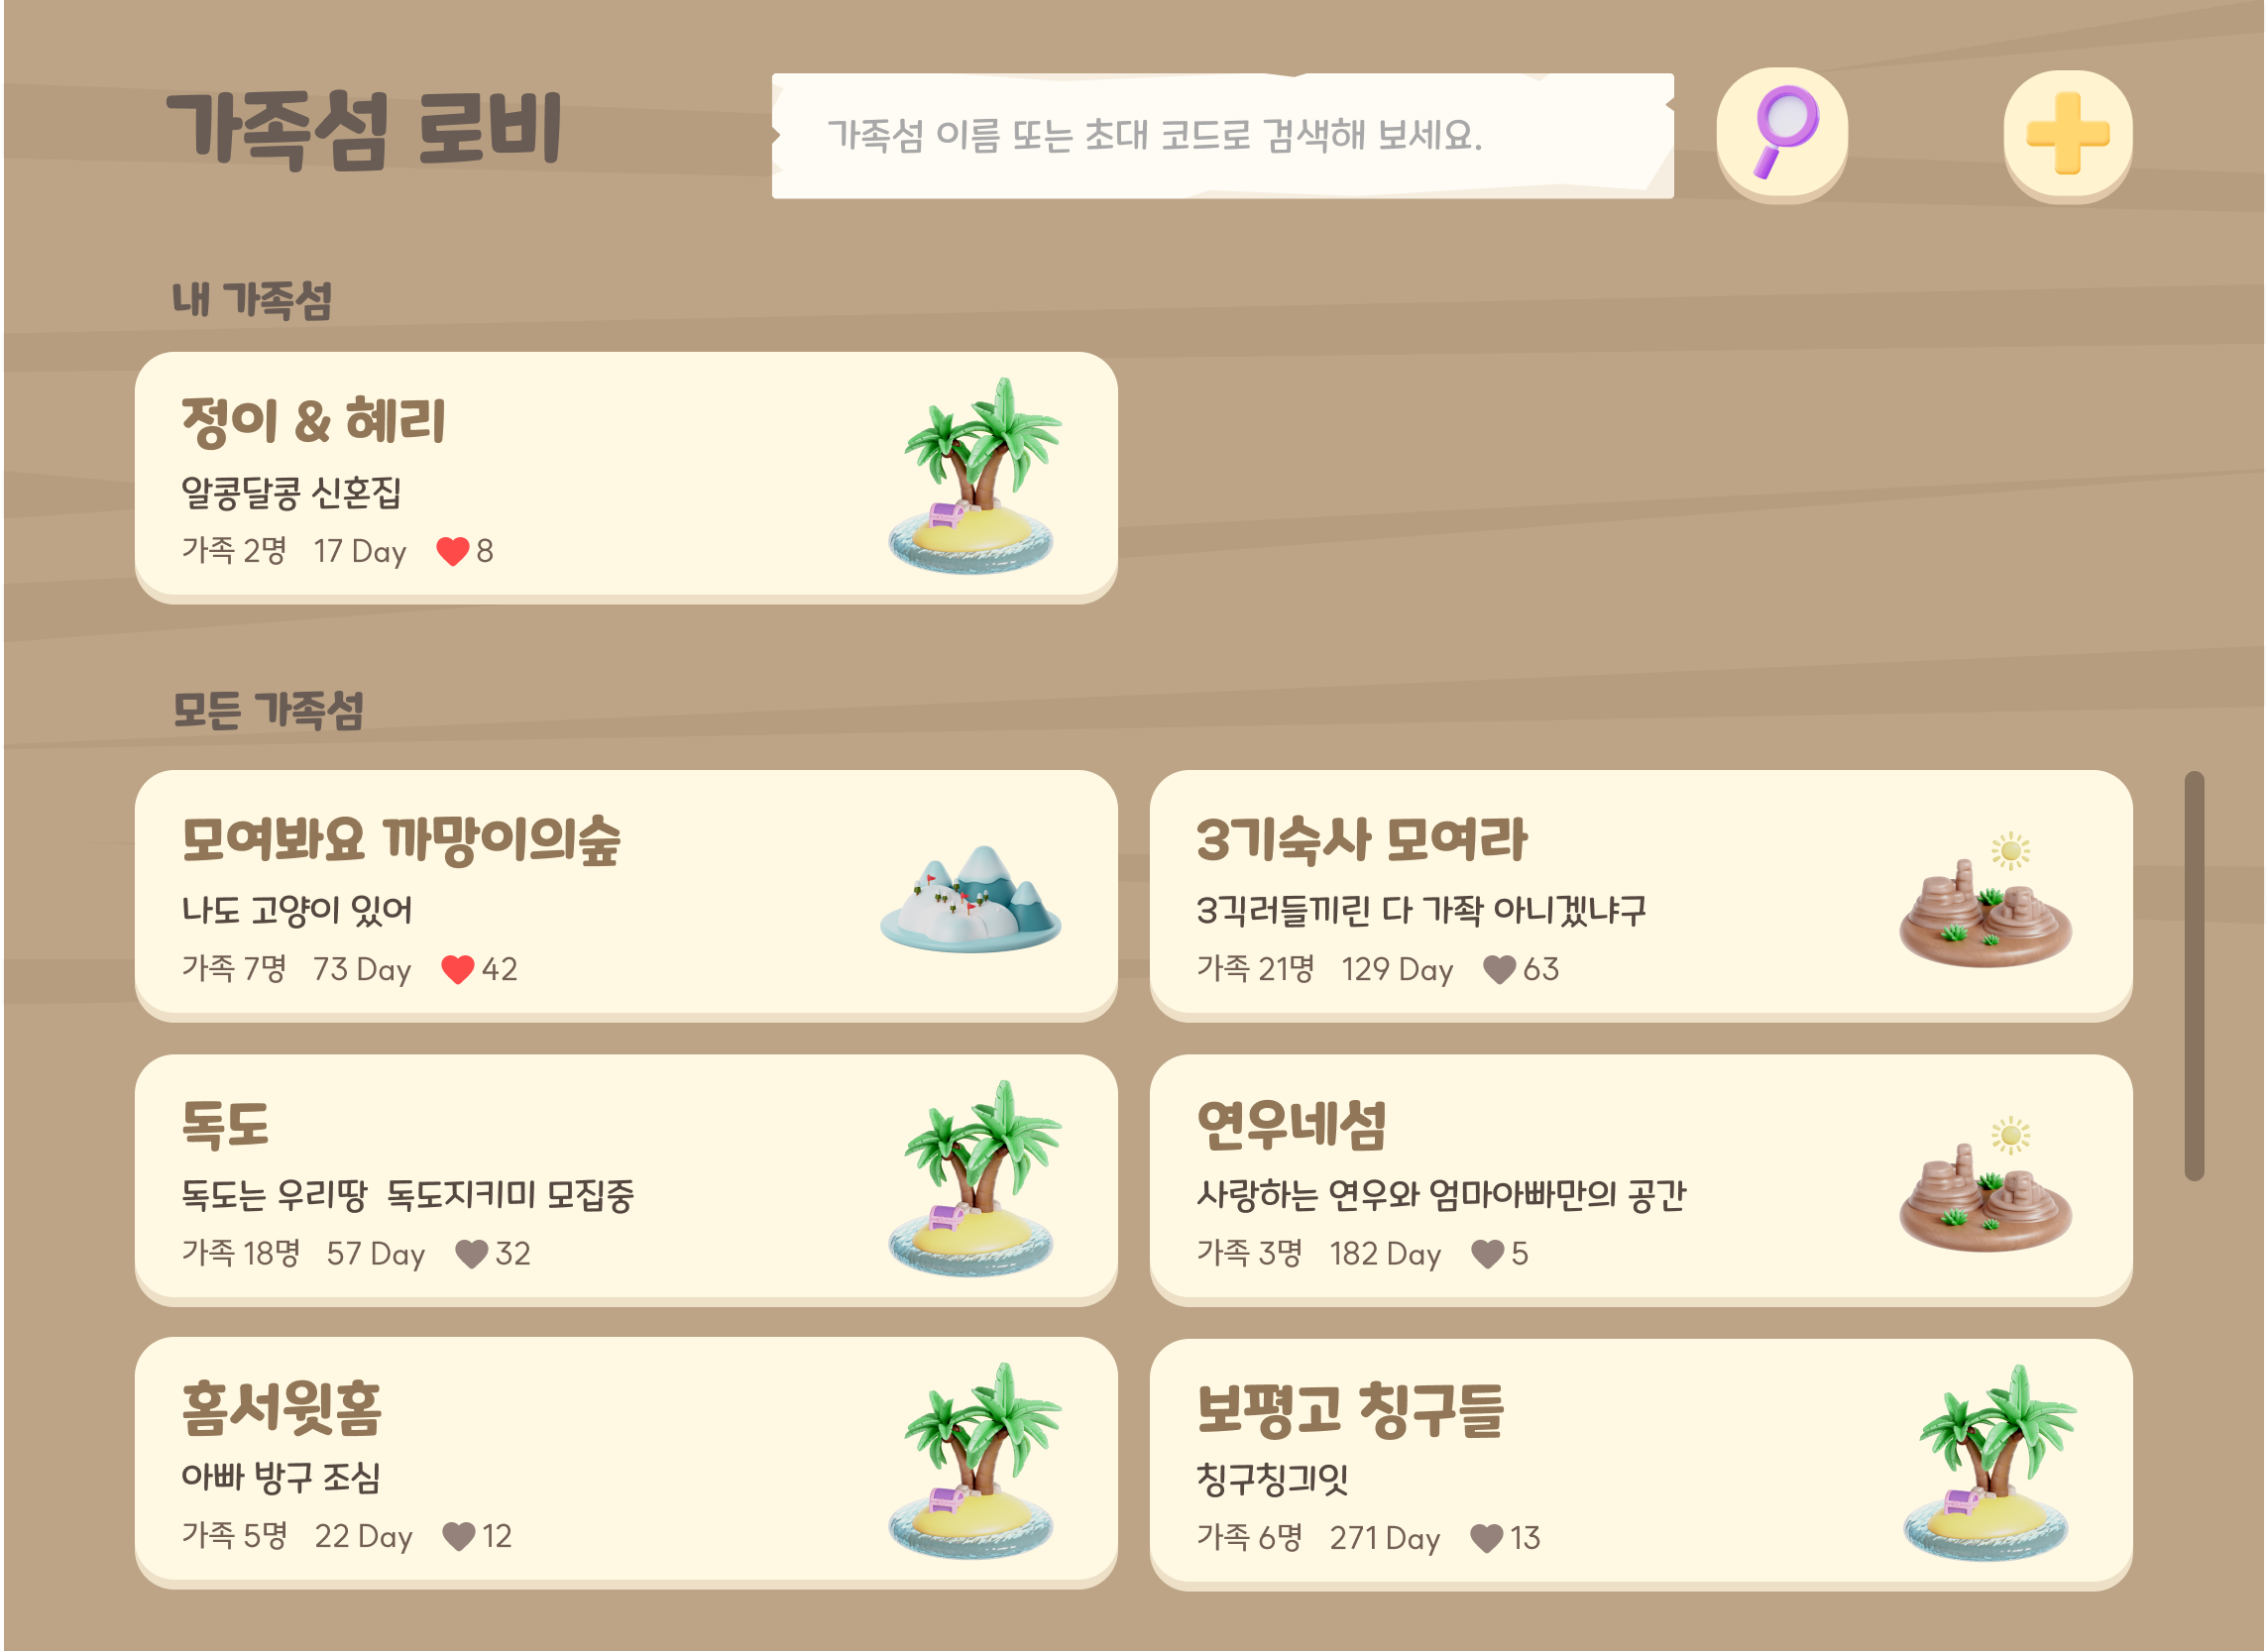 가족섬 로비
가족섬 이름 또는 초대 코드로 검색해 보세요.
내 가족섬
정이 & 혜리
알콩달콩 신혼집
가족 2명 17 Day 8
모든 가족섬
모여봐요 까망이의숲
나도 고양이 있어
가족 7명 73 Day 42
3기숙사 모여라
3긱러들끼린 다 가좍 아니겠냐구
가족 21명 129 Day 63
독도
독도는 우리땅 독도지키미 모집중
가족 18명 57 Day 32
연우네섬
사랑하는 연우와 엄마아빠만의 공간
가족 3명 182 Day 5
홈서윗홈
아빠 방구 조심
가족 5명 22 Day 12
보평고 칭구들
칭구칭긔잇
가족 6명 271 Day 13